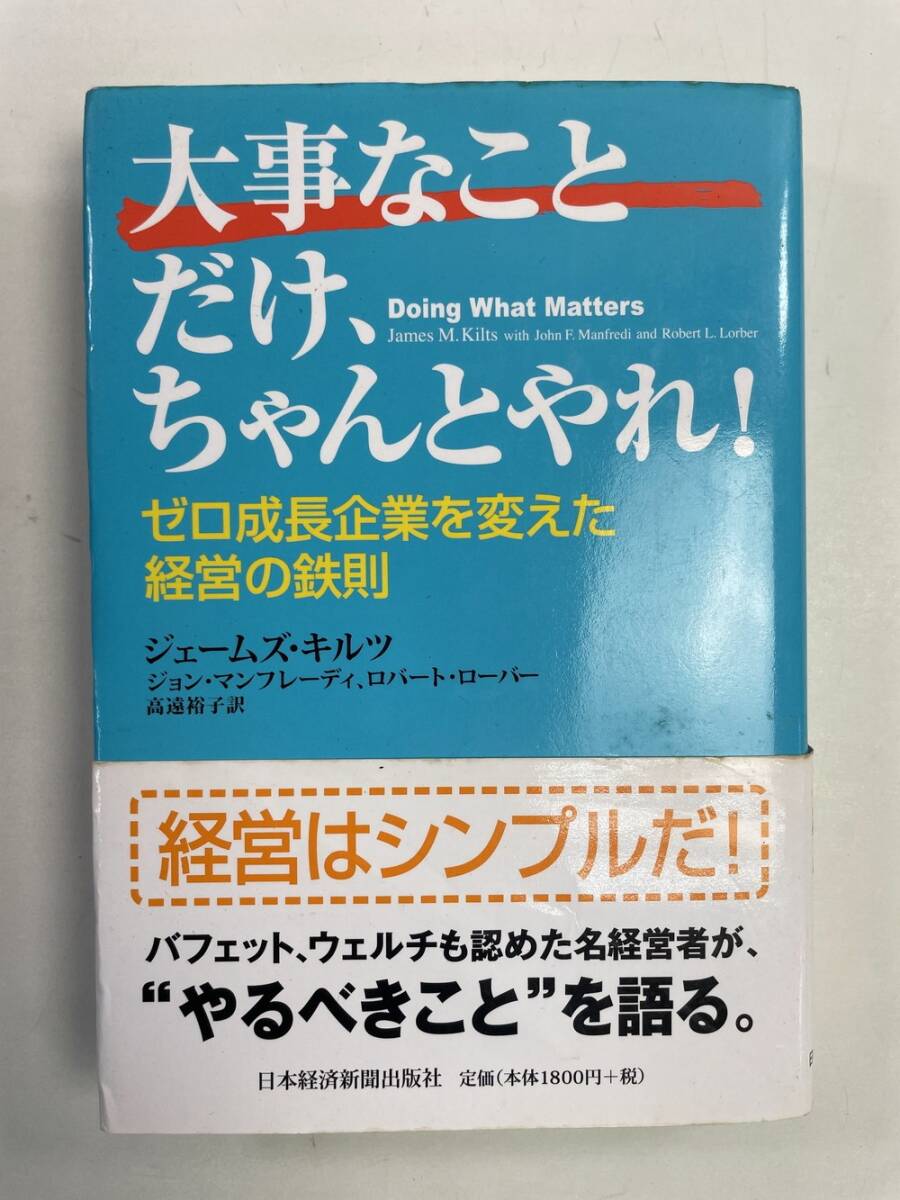 大事なこと
だけ、
Doing What Matters
James M. Kilts with John F. Manfredi and Robert L. Lorber
ちゃんとやれ!
ゼロ成長企業を変えた
経営の鉄則
ジェームズ・キルツ
ジョン・マンフレーディ、ロバート・ローバー
高遠裕子訳
経営はシンプルだ!
バフェット、ウェルチも認めた名経営者が、
“やるべきこと”を語る。
日本経済新聞出版社 定価(本体1800円+税)